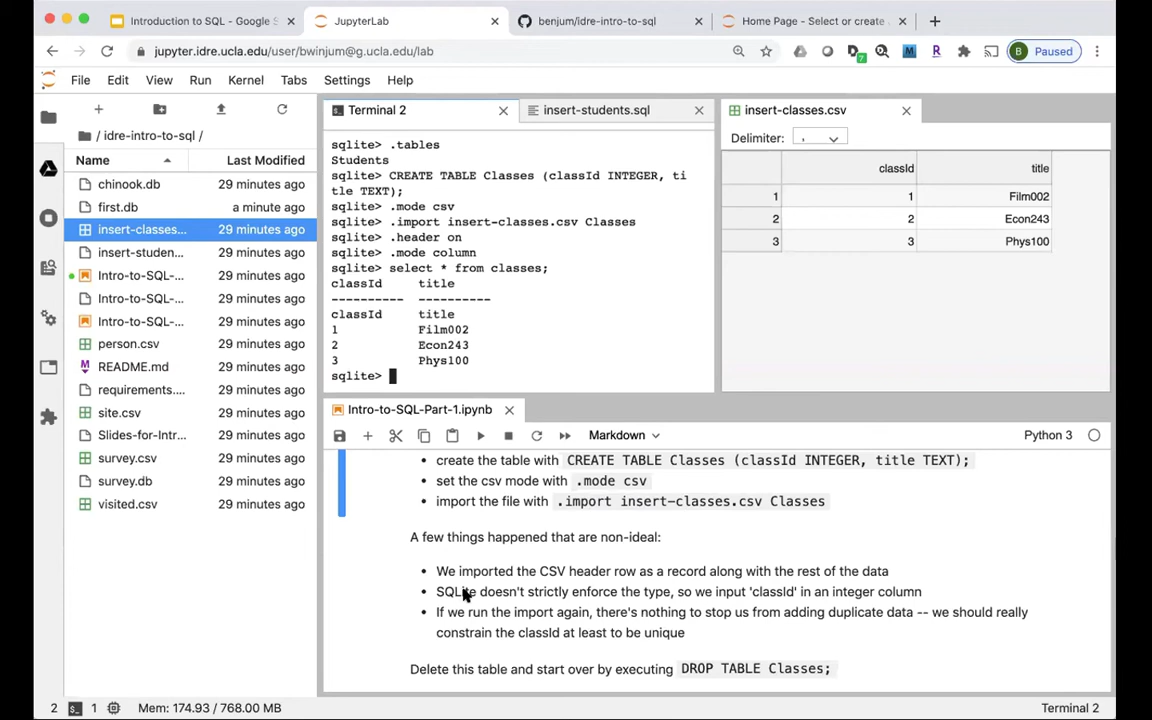 Introduction to SQL - Google S
JupyterLab
benjum/idre-intro-to-sql
Home Page - Select or create
jupyter.idre.ucla.edu/user/bwinjum@g.ucla.edu/lab
7
M
R
B
Paused
File Edit View Run Kernel Tabs Settings Help
/ idre-intro-to-sql /
Name Last Modified
chinook.db 29 minutes ago
first.db a minute ago
insert-classes... 29 minutes ago
insert-studen... 29 minutes ago
Intro-to-SQL-... 29 minutes ago
Intro-to-SQL-... 29 minutes ago
Intro-to-SQL-... 29 minutes ago
person.csv 29 minutes ago
README.md 29 minutes ago
requirements.... 29 minutes ago
site.csv 29 minutes ago
Slides-for-Intr... 29 minutes ago
survey.csv 29 minutes ago
survey.db 29 minutes ago
visited.csv 29 minutes ago
Terminal 2
insert-students.sql
sqlite> .tables
Students
sqlite> CREATE TABLE Classes (classId INTEGER, ti
tle TEXT);
sqlite> .mode csv
sqlite> .import insert-classes.csv Classes
sqlite> .header on
sqlite> .mode column
sqlite> select * from classes;
classId title
---------- ----------
classId title
1 Film002
2 Econ243
3 Phys100
sqlite>
insert-classes.csv
Delimiter: ,
classId title
1 1 Film002
2 2 Econ243
3 3 Phys100
Intro-to-SQL-Part-1.ipynb
Markdown
Python 3
• create the table with CREATE TABLE Classes (classId INTEGER, title TEXT);
• set the csv mode with .mode csv
• import the file with .import insert-classes.csv Classes
A few things happened that are non-ideal:
• We imported the CSV header row as a record along with the rest of the data
• SQLite doesn't strictly enforce the type, so we input 'classId' in an integer column
• If we run the import again, there's nothing to stop us from adding duplicate data -- we should really
constrain the classId at least to be unique
Delete this table and start over by executing DROP TABLE Classes;
2 1 Mem: 174.93 / 768.00 MB
Terminal 2